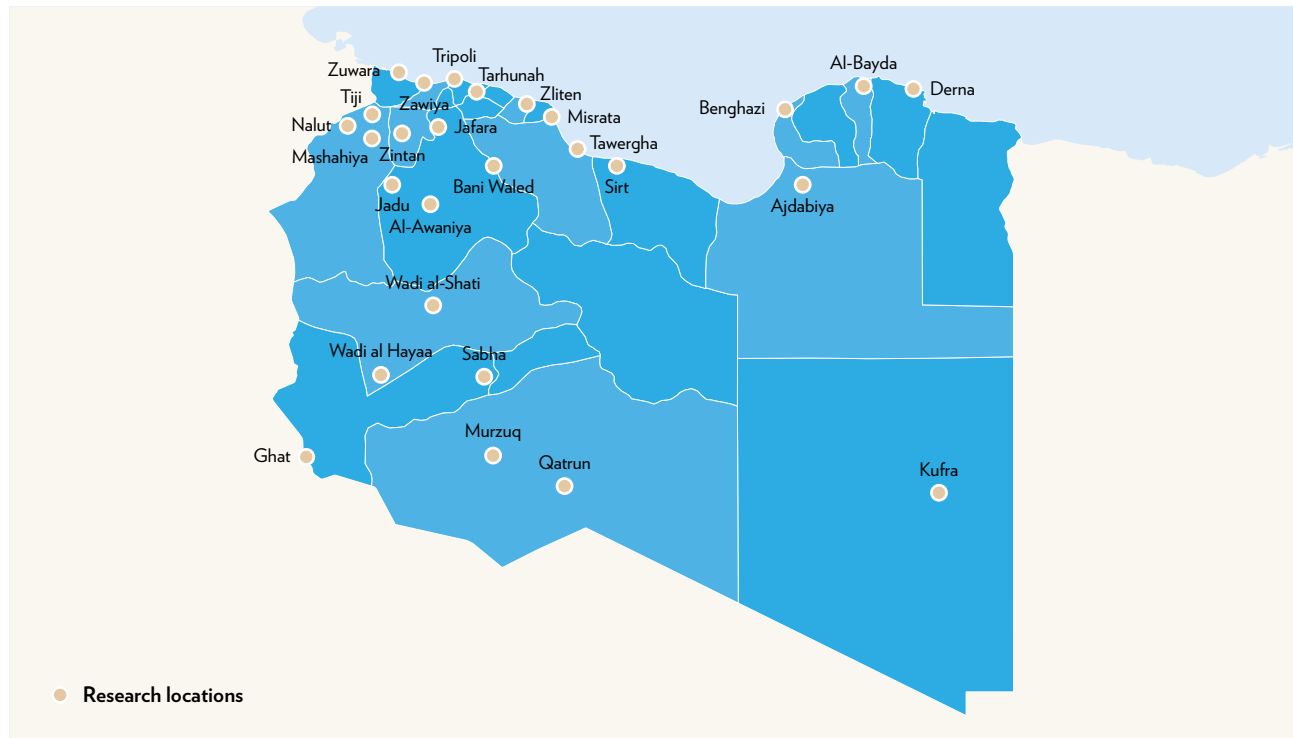 Tripoli
Al-Bayda
Zuwara
Tarhunah
Derna
Tiji
Zawiya
Zliten
Benghazi
Misrata
Nalut
Jafara
Tawergha
Mashahiya
Zintan
Bani Waled
Sirt
Jadu
Ajdabiya
Al-Awaniya
Wadi al-Shati
Wadi al Hayaa
Sabha
Murzuq
Ghat
Qatrun
Kufra
Research locations